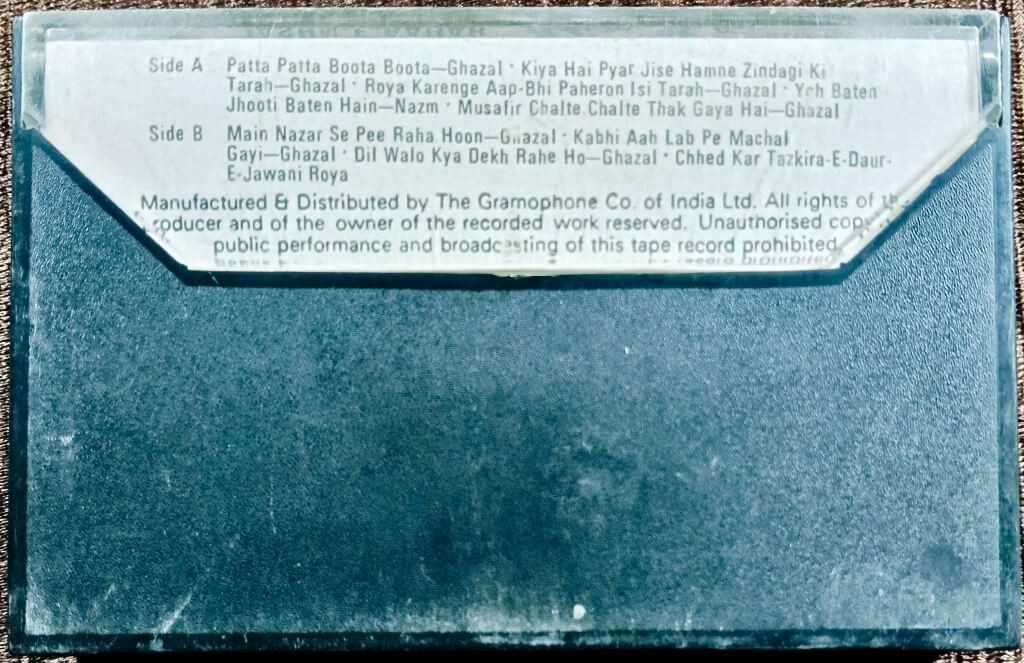 Side A Patta Patta Boota Boota—Ghazal · Kiya Hai Pyar Jise Hamne Zindagi Ki
Tarah—Ghazal · Roya Karenge Aap-Bhi Paheron Isi Tarah—Ghazal · Yeh Baten
Jhooti Baten Hain—Nazm · Musafir Chalte Chalte Thak Gaya Hai—Ghazal
Side B Main Nazar Se Pee Raha Hoon—Ghazal · Kabhi Aah Lab Pe Machal
Gayi—Ghazal · Dil Walo Kya Dekh Rahe Ho—Ghazal · Chhed Kar Tazkira-E-Daur-
E-Jawani Roya
Manufactured & Distributed by The Gramophone Co. of India Ltd. All rights of
and of the owner of the recorded work reserved. Unauthorised
public performance and broadcasting of this tape record prohibited